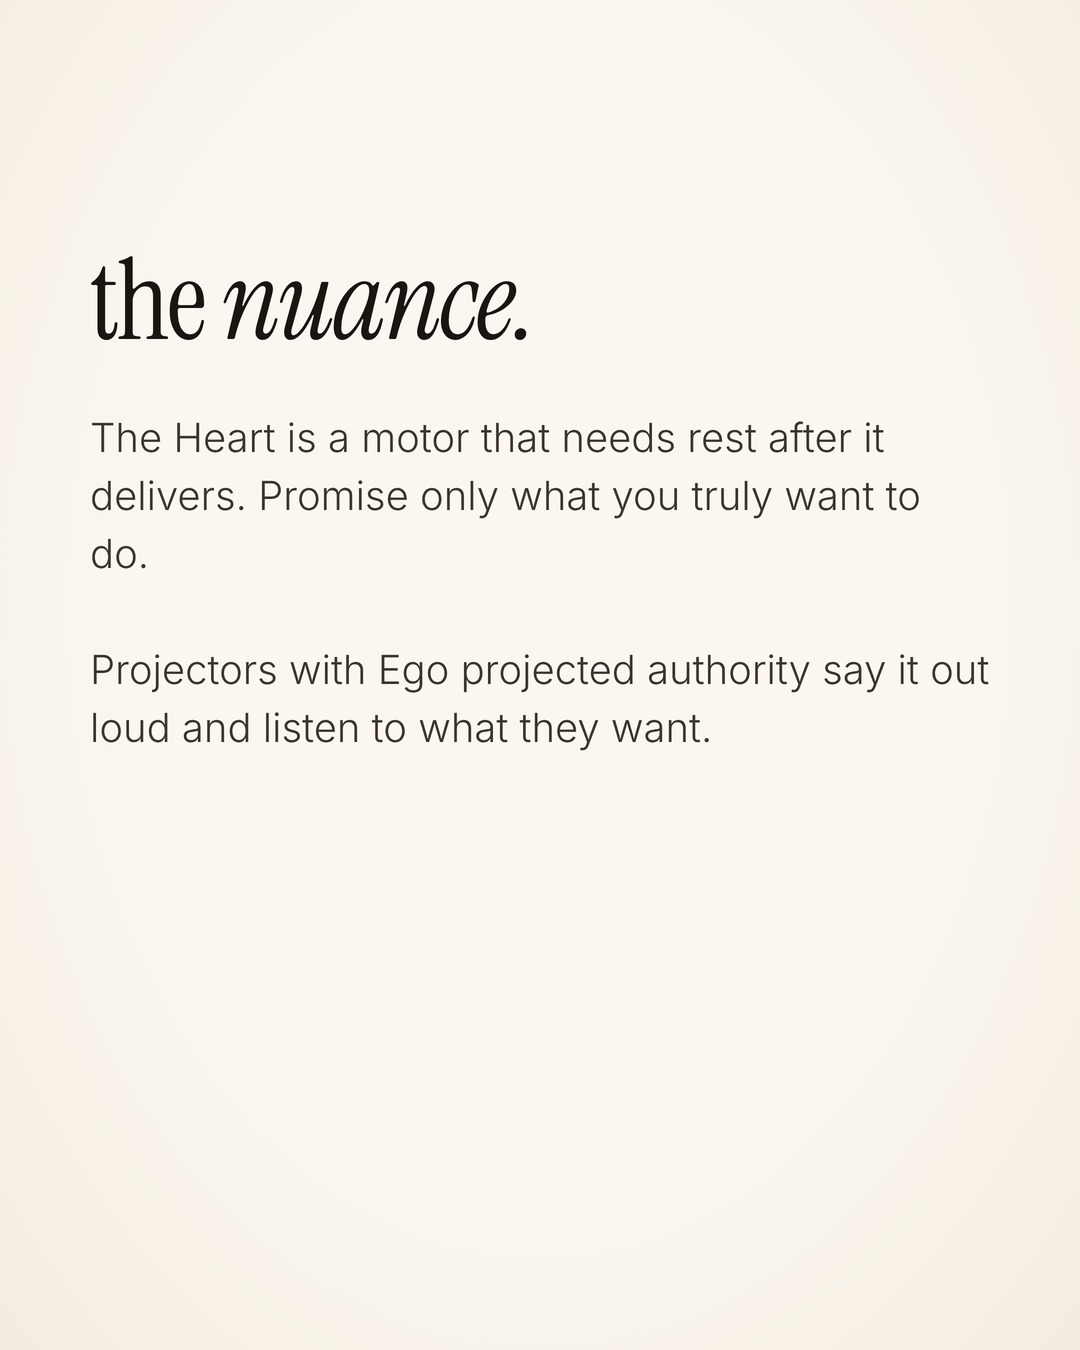 the nuance.
The Heart is a motor that needs rest after it
delivers. Promise only what you truly want to
do.
Projectors with Ego projected authority say it out
loud and listen to what they want.